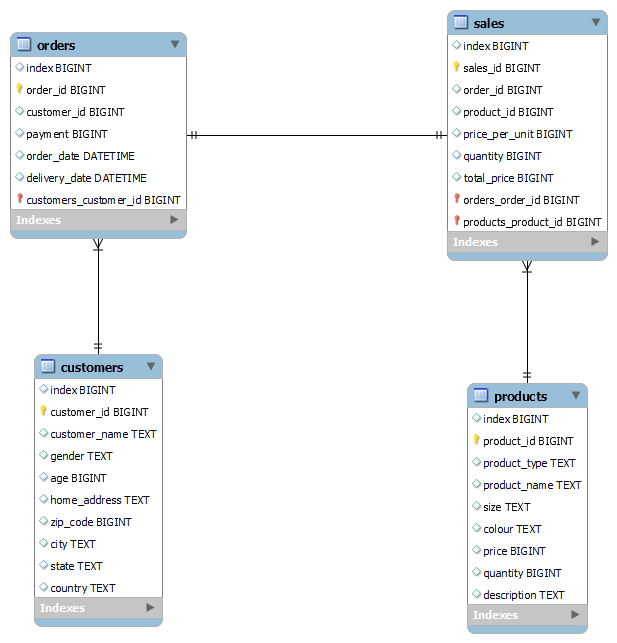 orders
index BIGINT
order_id BIGINT
customer_id BIGINT
payment BIGINT
order_date DATETIME
delivery_date DATETIME
customers_customer_id BIGINT
Indexes
sales
index BIGINT
sales_id BIGINT
order_id BIGINT
product_id BIGINT
price_per_unit BIGINT
quantity BIGINT
total_price BIGINT
orders_order_id BIGINT
products_product_id BIGINT
Indexes
customers
index BIGINT
customer_id BIGINT
customer_name TEXT
gender TEXT
age BIGINT
home_address TEXT
zip_code BIGINT
city TEXT
state TEXT
country TEXT
Indexes
products
index BIGINT
product_id BIGINT
product_type TEXT
product_name TEXT
size TEXT
colour TEXT
price BIGINT
quantity BIGINT
description TEXT
Indexes